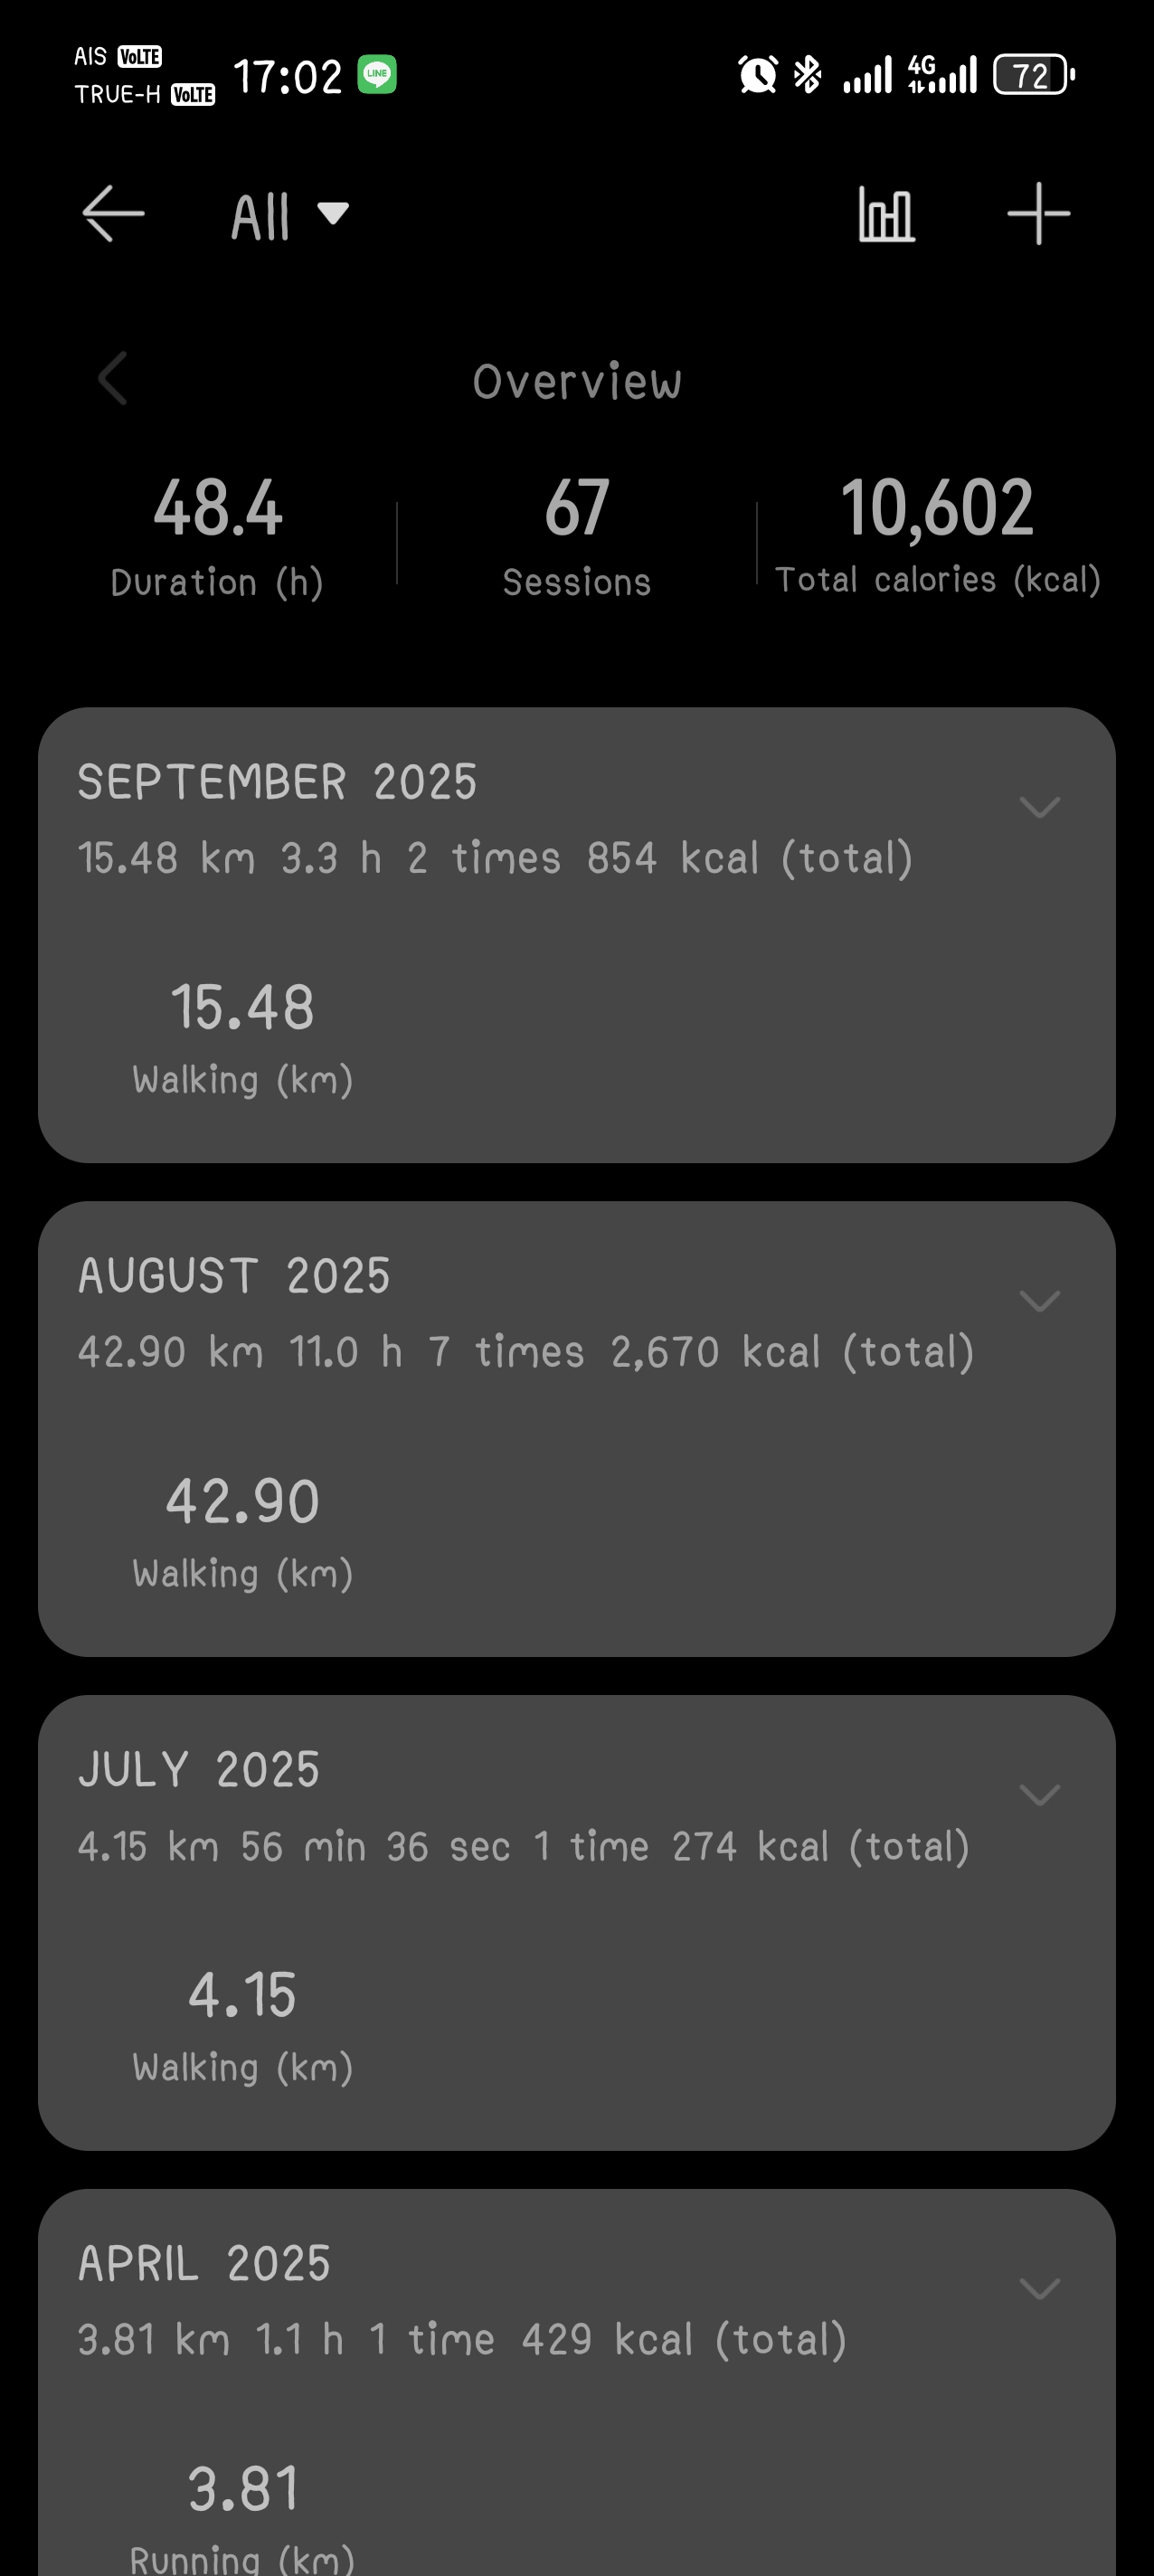 AIS VoLTE
TRUE-H VoLTE
17:02 LINE
4G
72
All
Overview
48.4 67 10,602
Duration (h) Sessions Total calories (kcal)
SEPTEMBER 2025
15.48 km 3.3 h 2 times 854 kcal (total)
15.48
Walking (km)
AUGUST 2025
42.90 km 11.0 h 7 times 2,670 kcal (total)
42.90
Walking (km)
JULY 2025
4.15 km 56 min 36 sec 1 time 274 kcal (total)
4.15
Walking (km)
APRIL 2025
3.81 km 1.1 h 1 time 429 kcal (total)
3.81
Running (km)